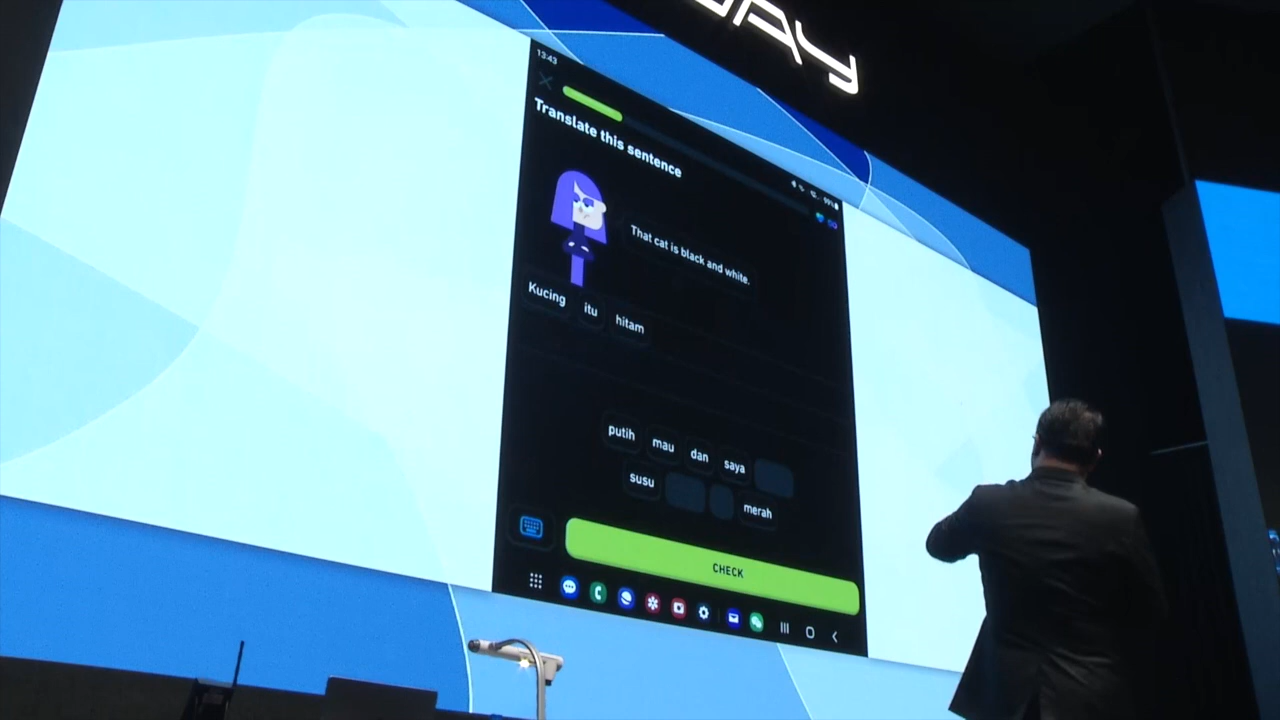 13:43
99%
Translate this sentence
That cat is black and white.
Kucing itu hitam
putih mau dan saya
susu merah
CHECK